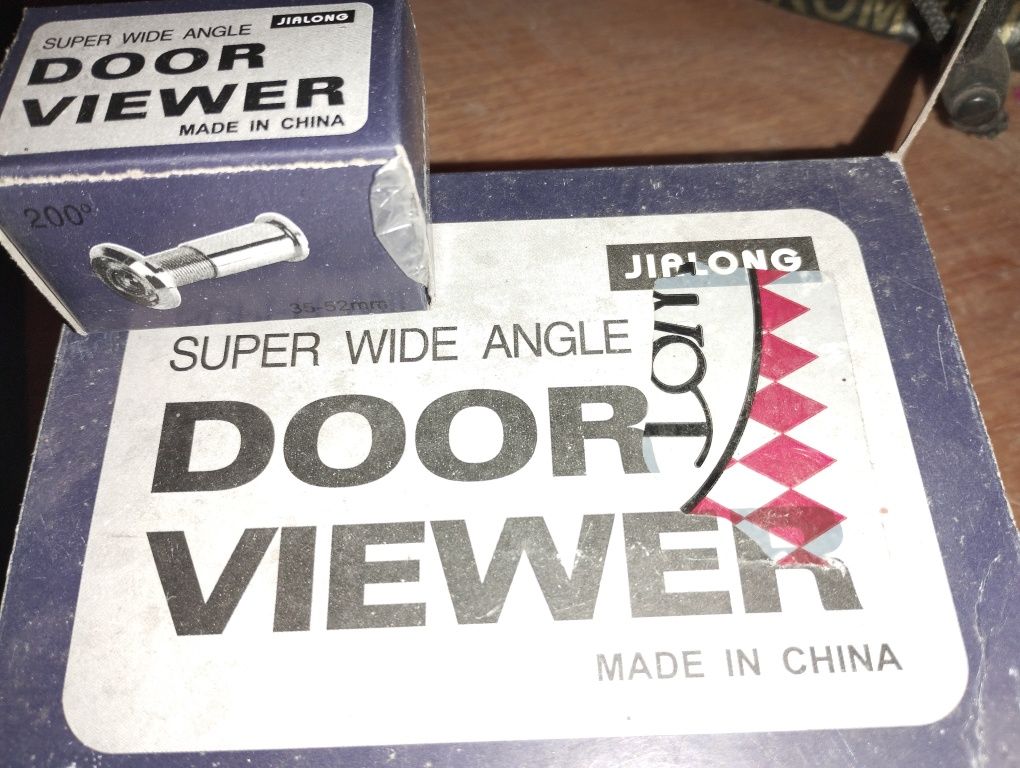 JIALONG
SUPER WIDE ANGLE
DOOR
VIEWER
MADE IN CHINA
200°
35-52mm
JIALONG
SUPER WIDE ANGLE
DOOR
VIEWER
MADE IN CHINA